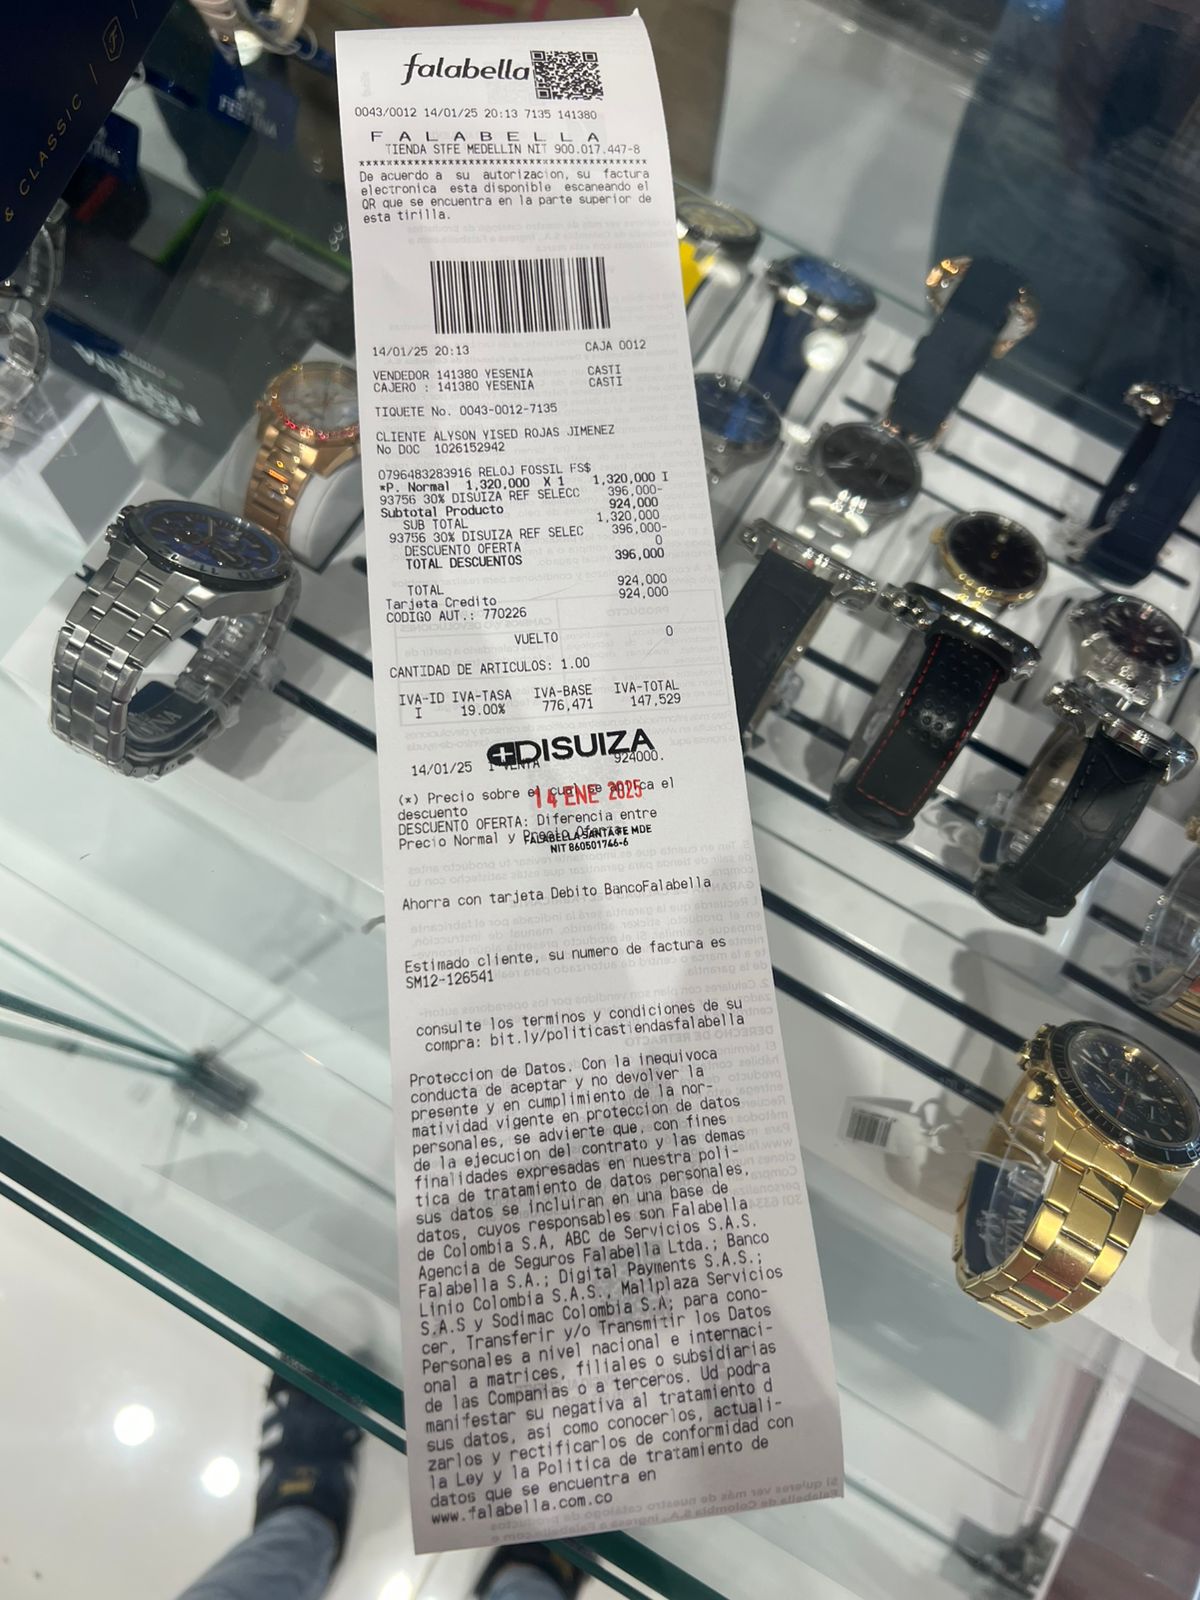 falabella
0043/0012 14/01/25 20:13 7135 141380
F A L A B E L L A
TIENDA STFE MEDELLIN NIT 900.017.447-8
****************************************
De acuerdo a su autorizacion, su factura
electronica esta disponible escaneando el
QR que se encuentra en la parte superior de
esta tirilla.
14/01/25 20:13 CAJA 0012
VENDEDOR 141380 YESENIA CASTI
CAJERO : 141380 YESENIA CASTI
TIQUETE No. 0043-0012-7135
CLIENTE ALYSON YISED ROJAS JIMENEZ
No DOC 1026152942
0796483283916 RELOJ FOSSIL FS$
*P. Normal 1,320,000 X 1 1,320,000 I
93756 30% DISUIZA REF SELECC 396,000-
Subtotal Producto 924,000
SUB TOTAL 1,320,000
93756 30% DISUIZA REF SELEC 396,000-
DESCUENTO OFERTA 0
TOTAL DESCUENTOS 396,000
TOTAL 924,000
Tarjeta Credito 924,000
CODIGO AUT.: 770226
VUELTO 0
CANTIDAD DE ARTICULOS: 1.00
IVA-ID IVA-TASA IVA-BASE IVA-TOTAL
I 19.00% 776,471 147,529
DISUIZA
14/01/25 1 VENTA 924000.
14 ENE 2025
(*) Precio sobre el cual se aplica el
descuento
DESCUENTO OFERTA: Diferencia entre
Precio Normal y Precio Oferta
FALABELLA SANTA FE MDE
NIT 860501746-6
Ahorra con tarjeta Debito BancoFalabella
Estimado cliente, su numero de factura es
SM12-126541
consulte los terminos y condiciones de su
compra: bit.ly/politicastiendasfalabella
Proteccion de Datos. Con la inequivoca
conducta de aceptar y no devolver la
presente y en cumplimiento de la nor-
matividad vigente en proteccion de datos
personales, se advierte que, con fines
de la ejecucion del contrato y las demas
finalidades expresadas en nuestra poli-
tica de tratamiento de datos personales,
sus datos se incluiran en una base de
datos, cuyos responsables son Falabella
de Colombia S.A, ABC de Servicios S.A.S.
Agencia de Seguros Falabella Ltda.; Banco
Falabella S.A.; Digital Payments S.A.S.;
Linio Colombia S.A.S., Mallplaza Servicios
S.A.S y Sodimac Colombia S.A; para cono-
cer, Transferir y/o Transmitir los Datos
Personales a nivel nacional e internaci-
onal a matrices, filiales o subsidiarias
de las Companias o a terceros. Ud podra
manifestar su negativa al tratamiento d
sus datos, asi como conocerlos, actuali-
zarlos y rectificarlos de conformidad con
la Ley y la Politica de tratamiento de
datos que se encuentra en
www.falabella.com.co
& CLASSIC |